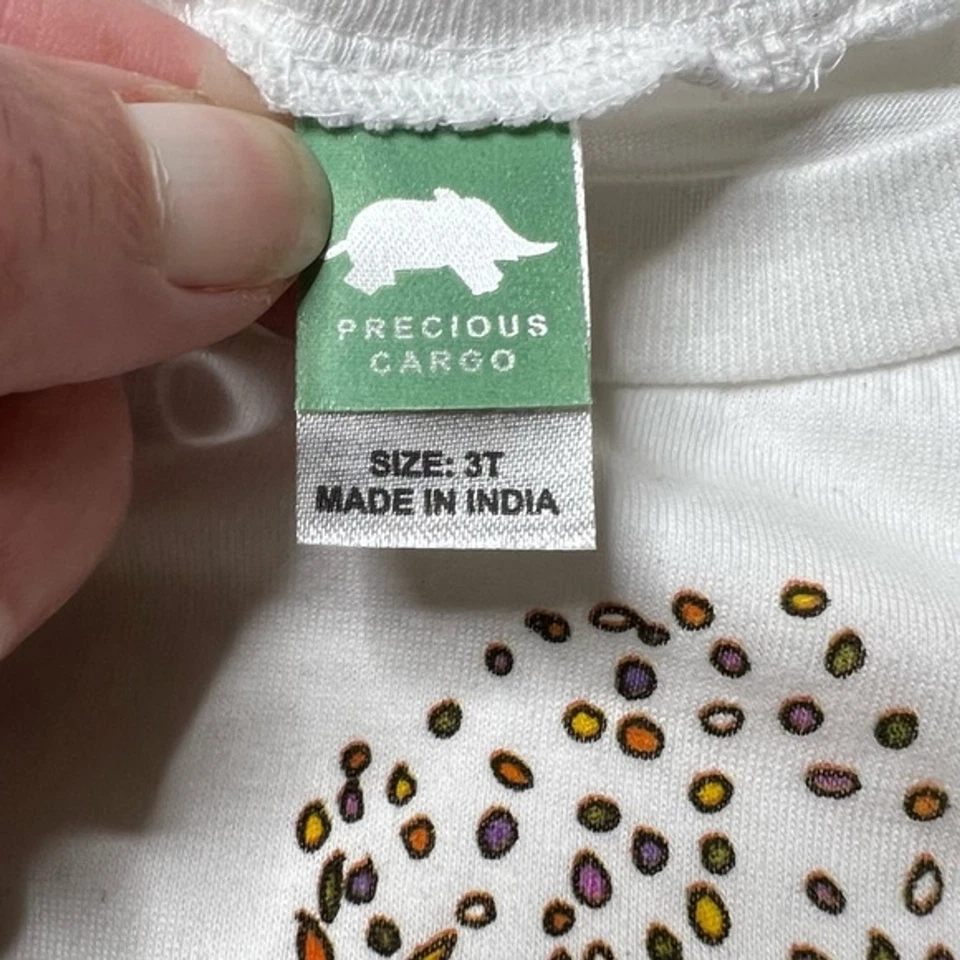 PRECIOUS
CARGO
SIZE: 3T
MADE IN INDIA